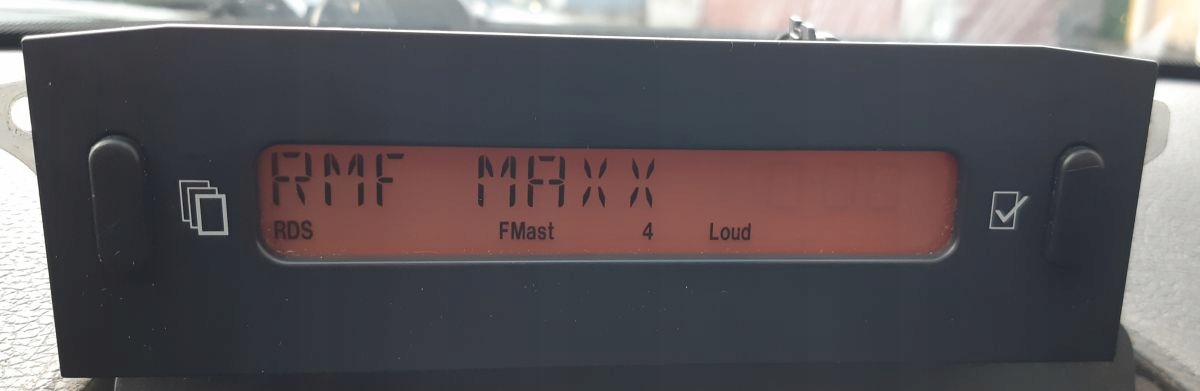 RMF MAXX
RDS FMast 4 Loud